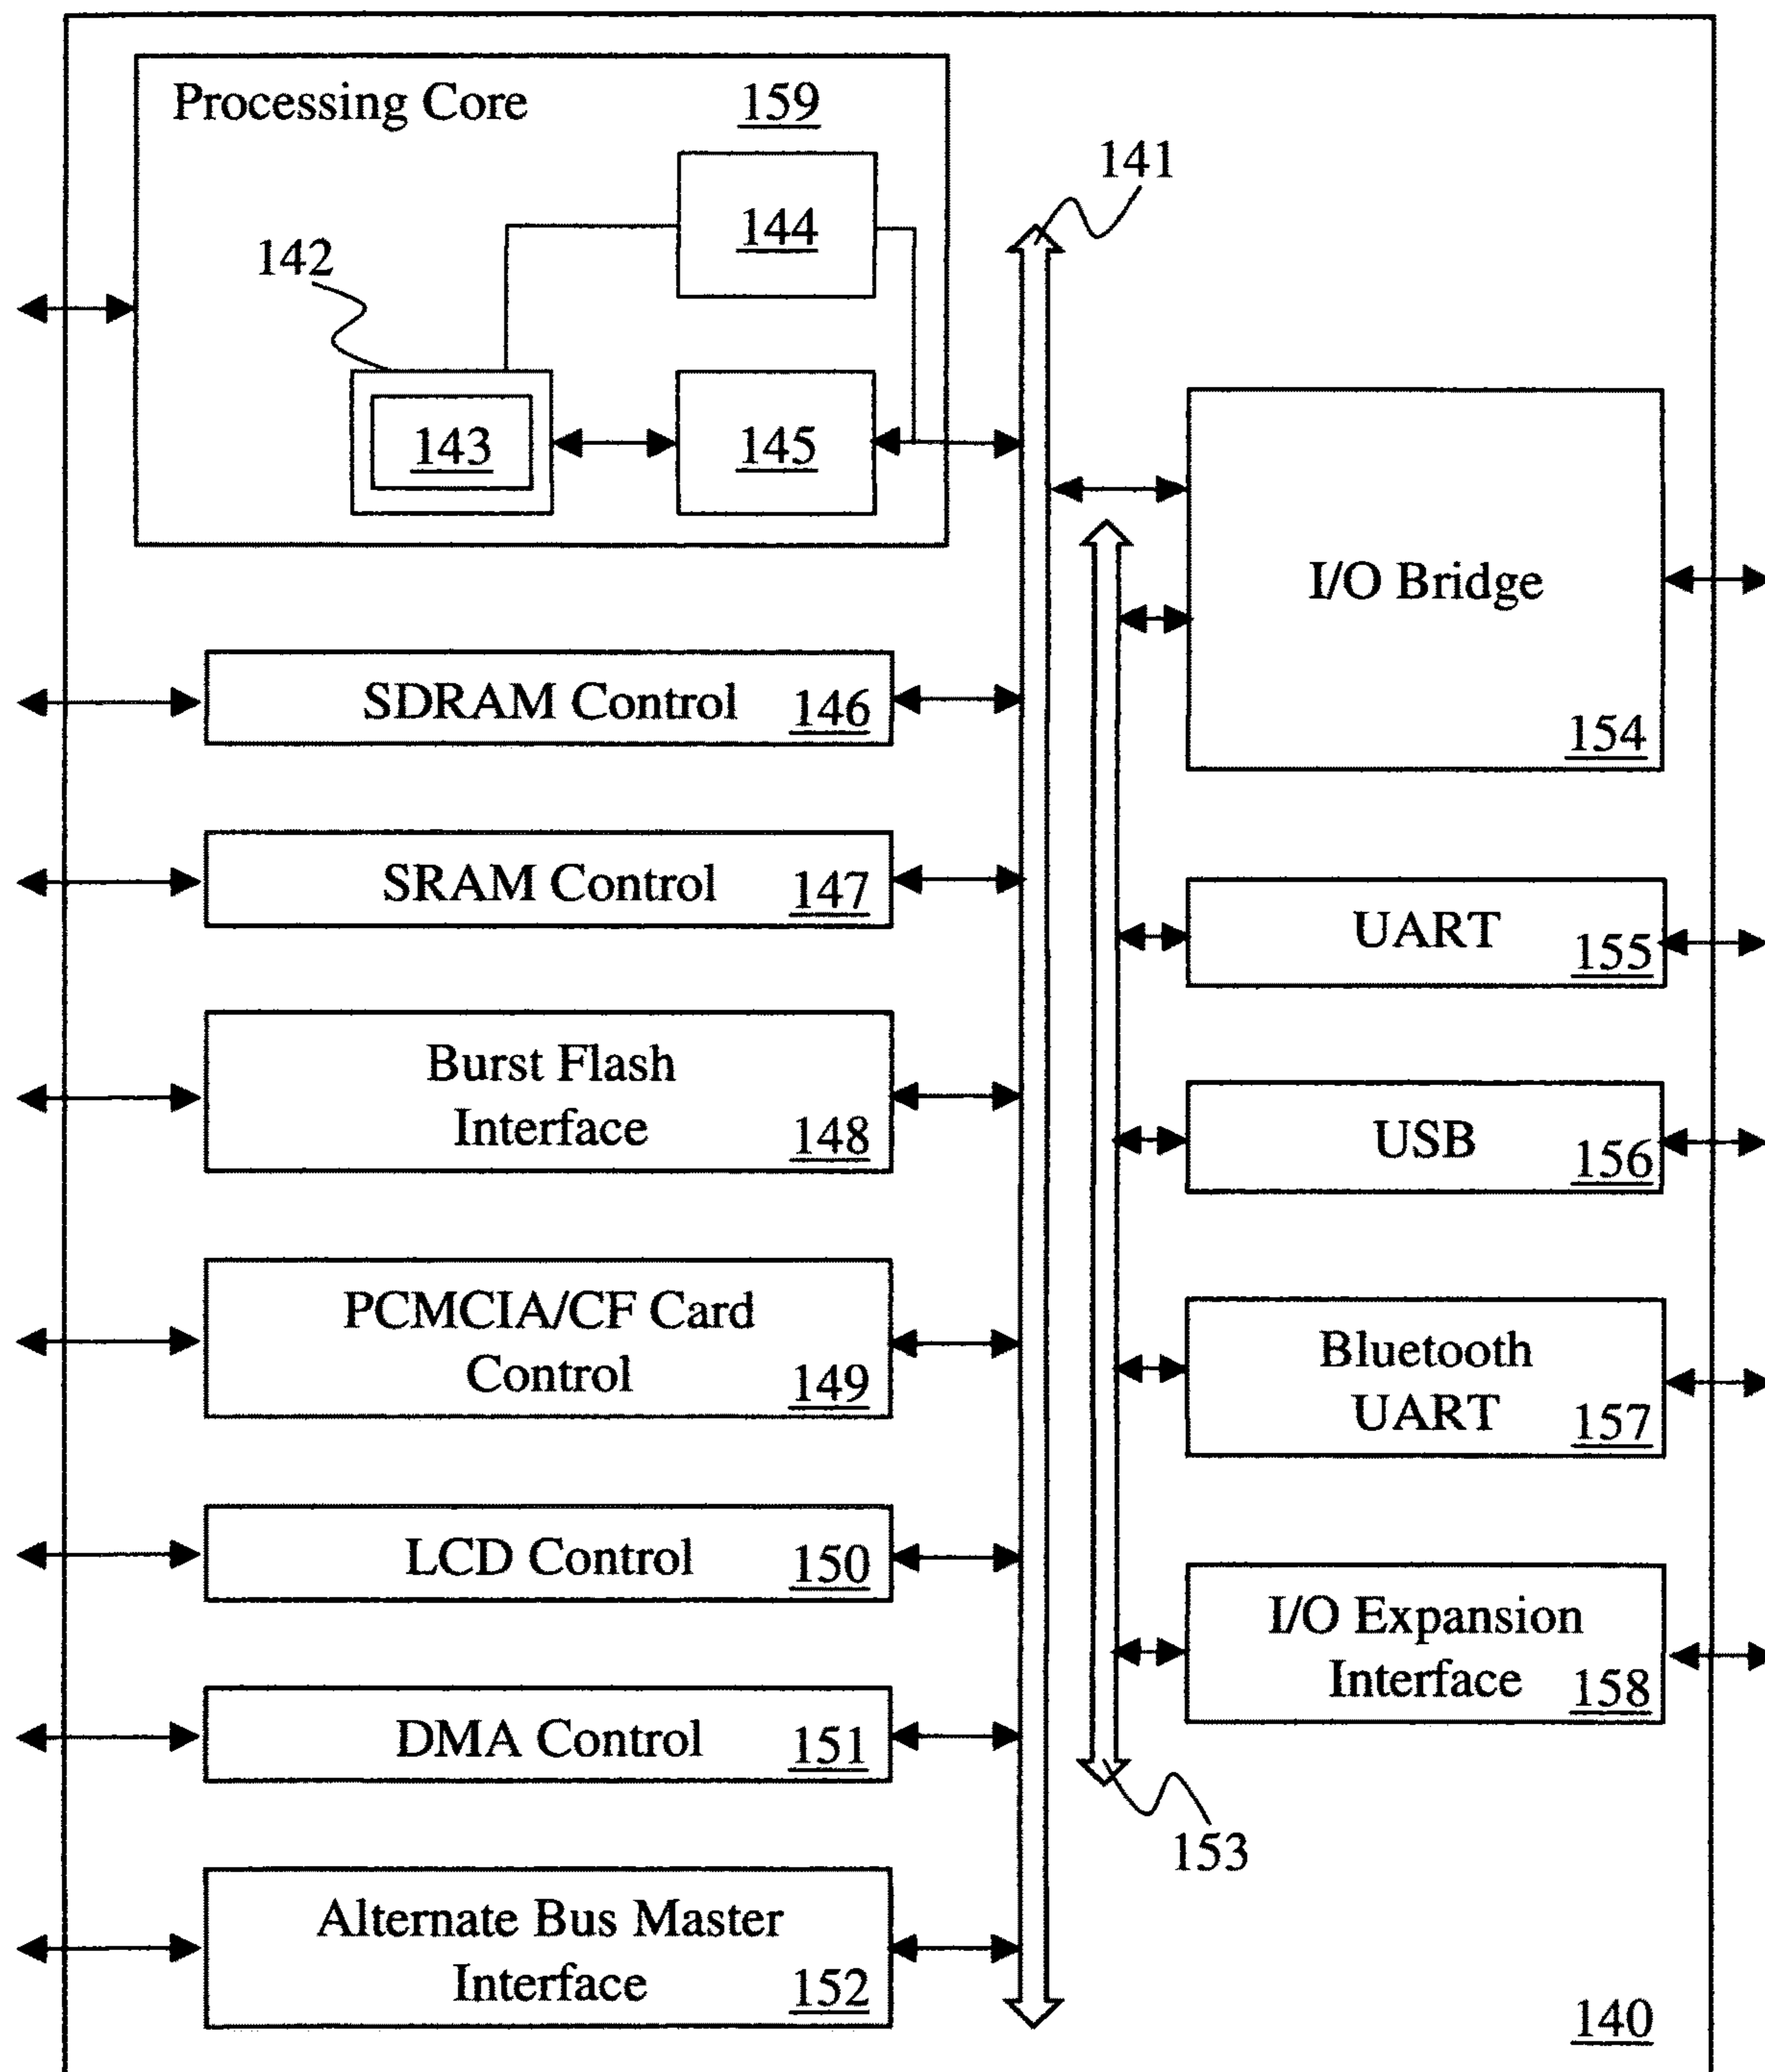 Processing Core
159
141
144
142
143
145
I/O Bridge
154
SDRAM Control
146
SRAM Control
147
UART
155
Burst Flash
Interface
148
USB
156
PCMCIA/CF Card
Control
149
Bluetooth
UART
157
LCD Control
150
I/O Expansion
Interface
158
DMA Control
151
153
Alternate Bus Master
Interface
152
140